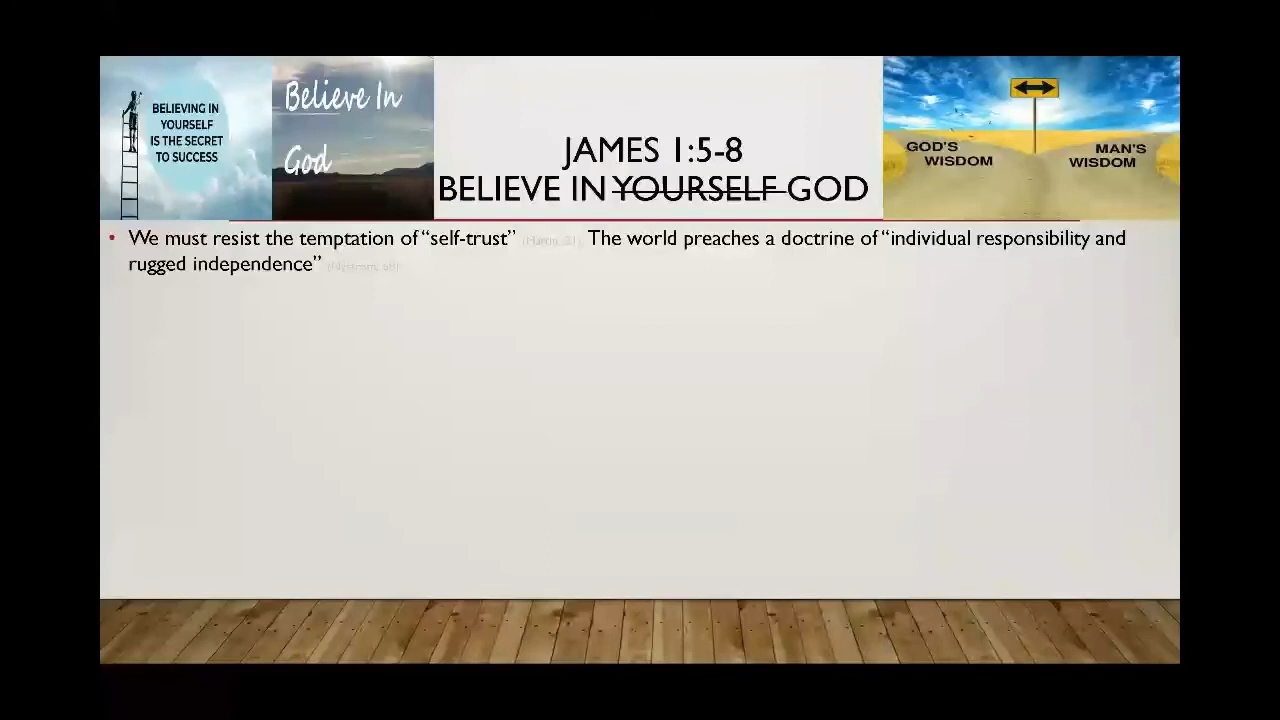 BELIEVING IN
YOURSELF
IS THE SECRET
TO SUCCESS
Believe In
God
JAMES 1:5-8
BELIEVE IN YOURSELF GOD
GOD'S
WISDOM
MAN'S
WISDOM
• We must resist the temptation of “self-trust” The world preaches a doctrine of “individual responsibility and
rugged independence”